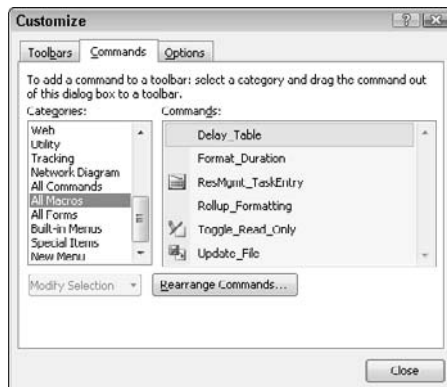 Customize
Toolbars Commands Options
To add a command to a toolbar: select a category and drag the command out
of this dialog box to a toolbar.
Categories:
Commands:
Web
Utility
Tracking
Network Diagram
All Commands
All Macros
All Forms
Built-in Menus
Special Items
New Menu
Delay_Table
Format_Duration
ResMgmt_TaskEntry
Rollup_Formatting
Toggle_Read_Only
Update_File
Modify Selection
Rearrange Commands...
Close